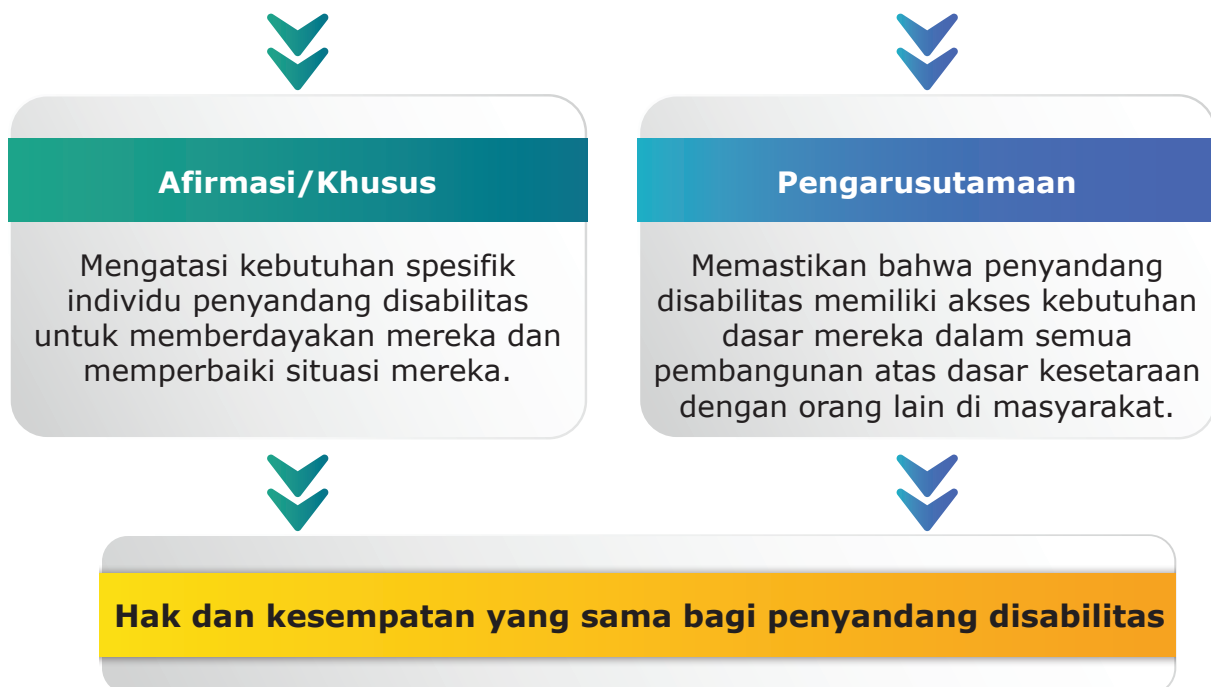 Afirmasi/Khusus
Mengatasi kebutuhan spesifik
individu penyandang disabilitas
untuk memberdayakan mereka dan
memperbaiki situasi mereka.
Pengarusutamaan
Memastikan bahwa penyandang
disabilitas memiliki akses kebutuhan
dasar mereka dalam semua
pembangunan atas dasar kesetaraan
dengan orang lain di masyarakat.
Hak dan kesempatan yang sama bagi penyandang disabilitas